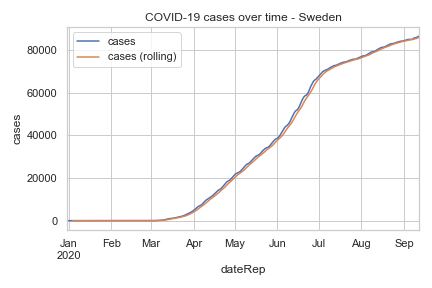 COVID-19 cases over time - Sweden
cases
cases (rolling)
80000
60000
40000
20000
0
cases
Jan Feb Mar Apr May Jun Jul Aug Sep
2020
dateRep